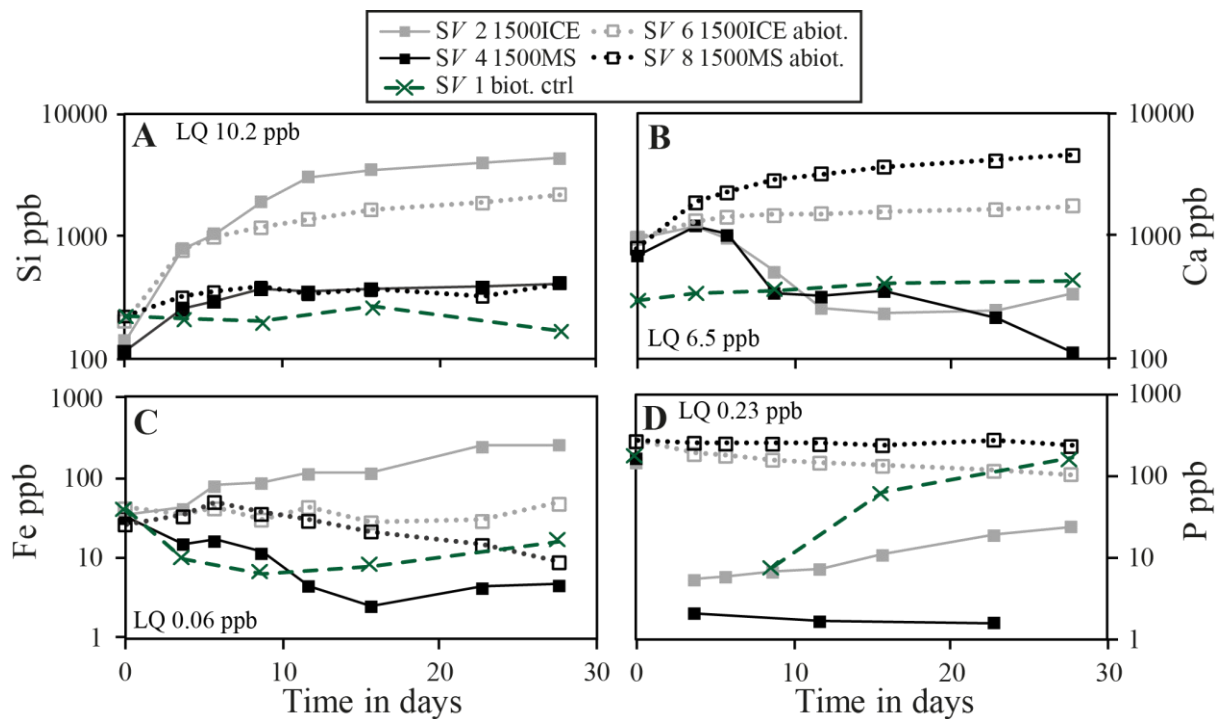 SV 2 1500ICE SV 6 1500ICE abiot.
SV 4 1500MS SV 8 1500MS abiot.
SV 1 biot. ctrl
A LQ 10.2 ppb
10000
1000
100
Si ppb
B
LQ 6.5 ppb
10000
1000
100
Ca ppb
C
LQ 0.06 ppb
1000
100
10
1
Fe ppb
0 10 20 30
Time in days
D LQ 0.23 ppb
1000
100
10
1
P ppb
0 10 20 30
Time in days